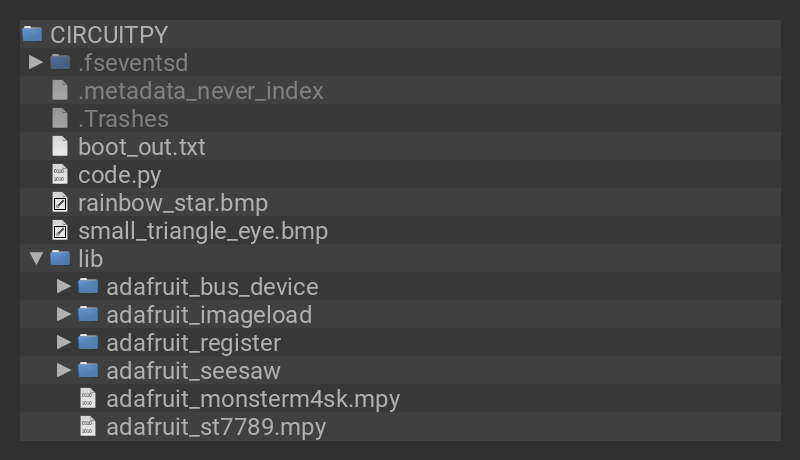 CIRCUITPY
.fseventsd
.metadata_never_index
.Trashes
boot_out.txt
code.py
rainbow_star.bmp
small_triangle_eye.bmp
lib
adafruit_bus_device
adafruit_imageload
adafruit_register
adafruit_seesaw
adafruit_monsterm4sk.mpy
adafruit_st7789.mpy